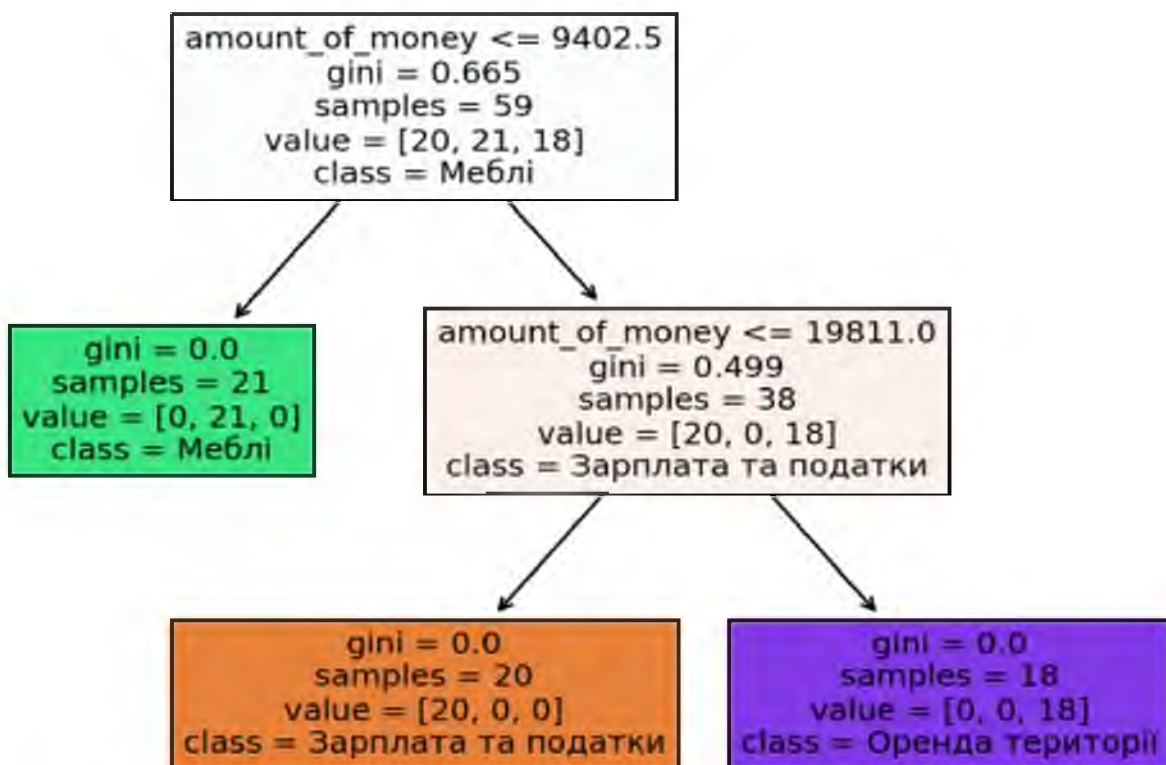 amount_of_money <= 9402.5
gini = 0.665
samples = 59
value = [20, 21, 18]
class = Меблі
gini = 0.0
samples = 21
value = [0, 21, 0]
class = Меблі
amount_of_money <= 19811.0
gini = 0.499
samples = 38
value = [20, 0, 18]
class = Зарплата та податки
gini = 0.0
samples = 20
value = [20, 0, 0]
class = Зарплата та податки
gini = 0.0
samples = 18
value = [0, 0, 18]
class = Оренда території